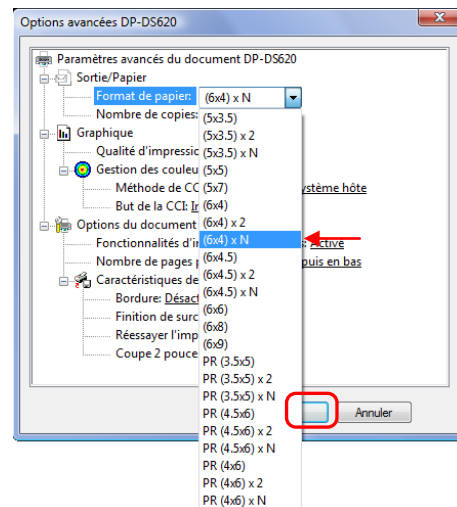 Options avancées DP-DS620
Paramètres avancés du document DP-DS620
Sortie/Papier
Format de papier: (6x4) x N
Nombre de copies:
(5x3.5)
Graphique
(5x3.5) x 2
Qualité d'impressic (5x3.5) x N
Gestion des couleu (5x5)
Méthode de CC (5x7) ystème hôte
But de la CCI: I (6x4)
Options du document (6x4) x 2
Fonctionnalités d'i (6x4) x N : Active
Nombre de pages p (6x4.5) puis en bas
(6x4.5) x 2
Caractéristiques de (6x4.5) x N
Bordure: Désact (6x6)
Finition de surc (6x8)
Réessayer l'imp (6x9)
Coupe 2 pouce PR (3.5x5)
PR (3.5x5) x 2
PR (3.5x5) x N
PR (4.5x6) Annuler
PR (4.5x6) x 2
PR (4.5x6) x N
PR (4x6)
PR (4x6) x 2
PR (4x6) x N